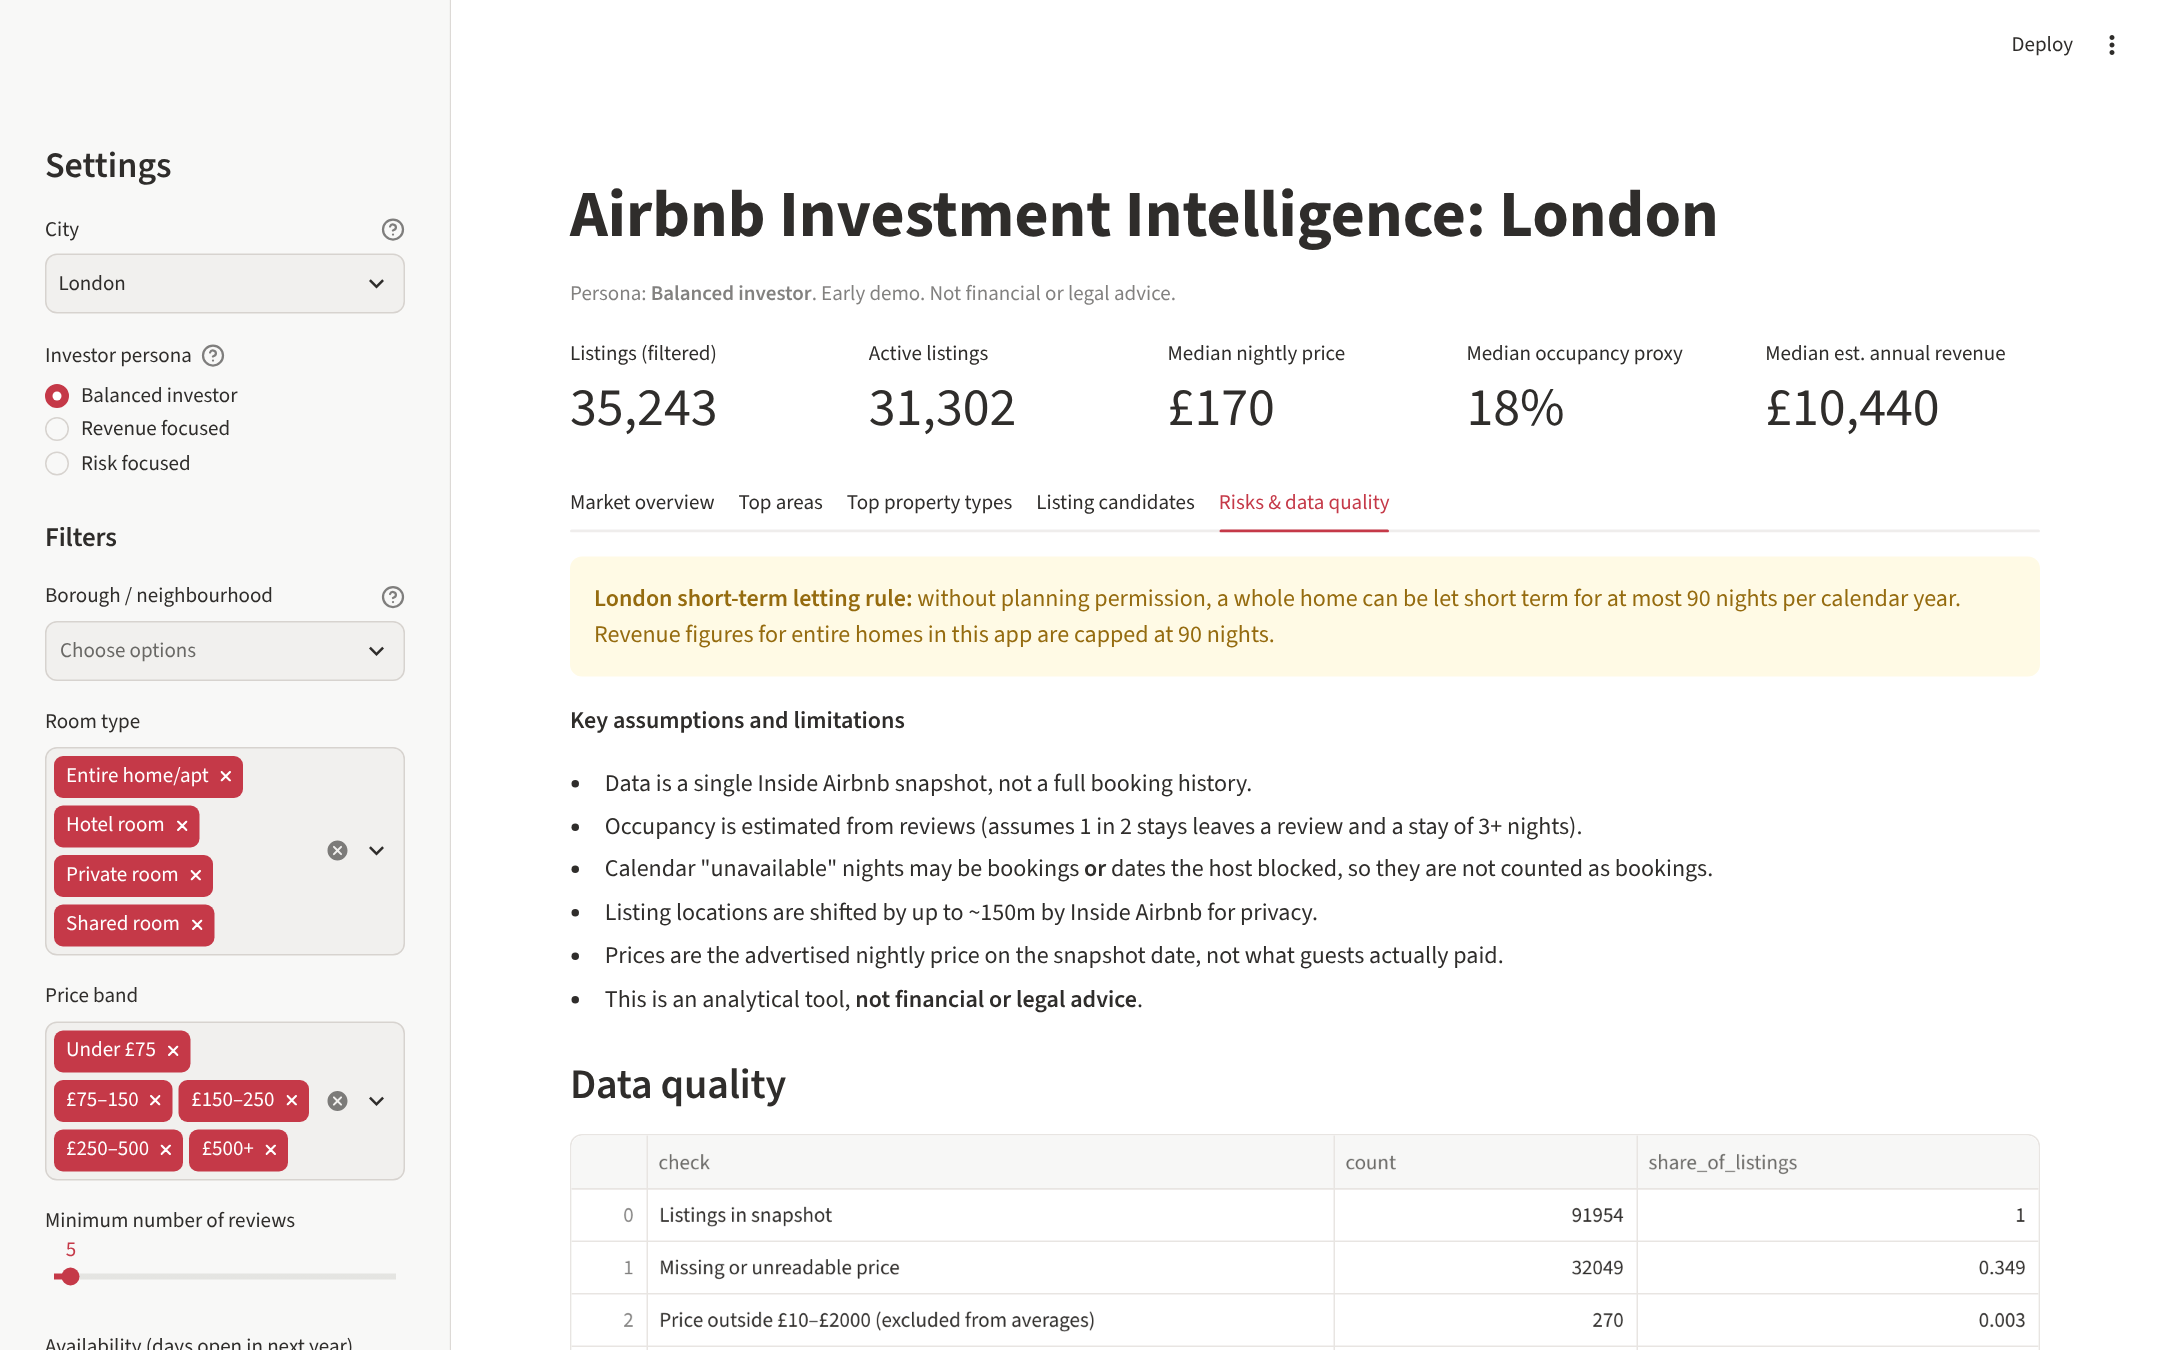 Deploy
Settings
City
London
Investor persona
Balanced investor
Revenue focused
Risk focused
Filters
Borough / neighbourhood
Choose options
Room type
Entire home/apt
Hotel room
Private room
Shared room
Price band
Under £75
£75–150 £150–250
£250–500 £500+
Minimum number of reviews
5
Availability (days open in next year)
Airbnb Investment Intelligence: London
Persona: Balanced investor. Early demo. Not financial or legal advice.
Listings (filtered) Active listings Median nightly price Median occupancy proxy Median est. annual revenue
35,243 31,302 £170 18% £10,440
Market overview Top areas Top property types Listing candidates Risks & data quality
London short-term letting rule: without planning permission, a whole home can be let short term for at most 90 nights per calendar year.
Revenue figures for entire homes in this app are capped at 90 nights.
Key assumptions and limitations
Data is a single Inside Airbnb snapshot, not a full booking history.
Occupancy is estimated from reviews (assumes 1 in 2 stays leaves a review and a stay of 3+ nights).
Calendar "unavailable" nights may be bookings or dates the host blocked, so they are not counted as bookings.
Listing locations are shifted by up to ~150m by Inside Airbnb for privacy.
Prices are the advertised nightly price on the snapshot date, not what guests actually paid.
This is an analytical tool, not financial or legal advice.
Data quality
check count share_of_listings
0 Listings in snapshot 91954 1
1 Missing or unreadable price 32049 0.349
2 Price outside £10–£2000 (excluded from averages) 270 0.003